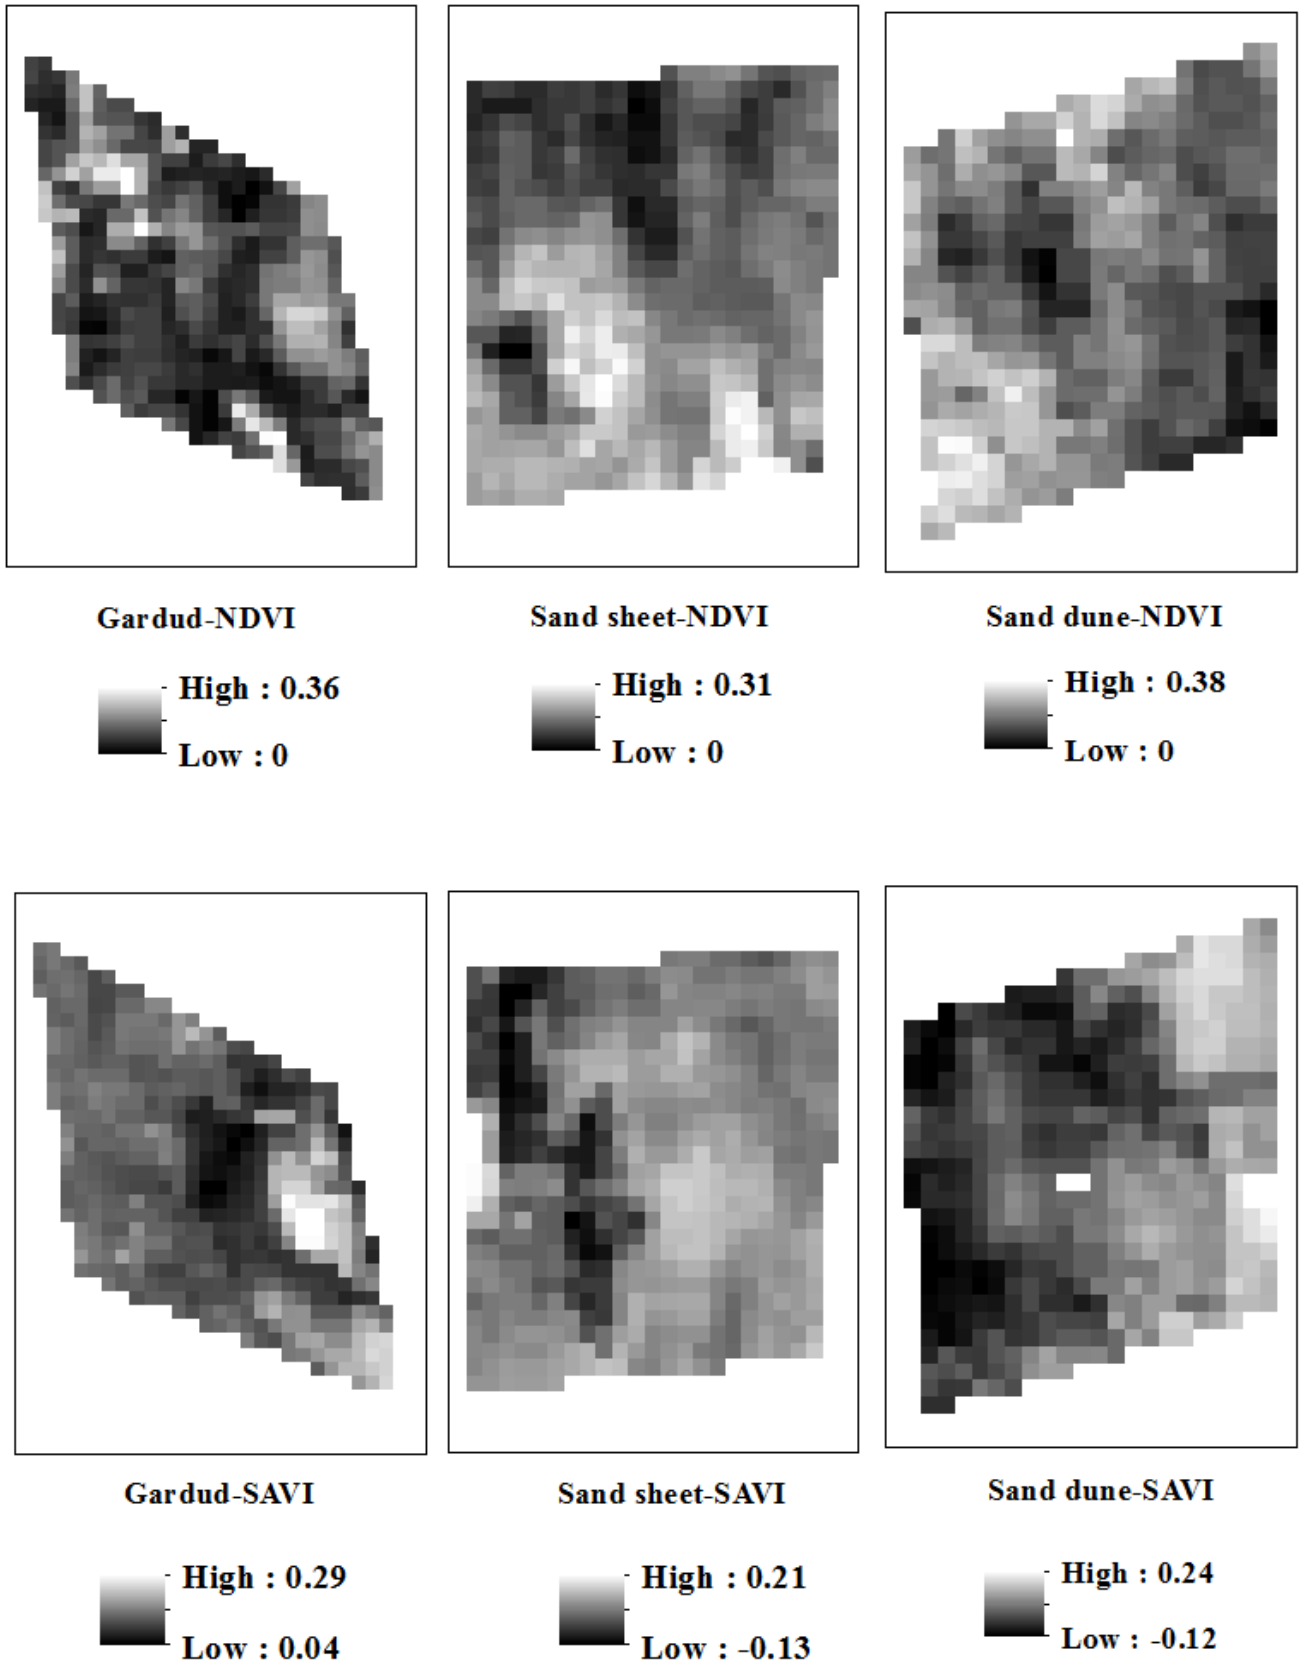 Gardud-NDVI
High : 0.36
Low : 0
Sand sheet-NDVI
High : 0.31
Low : 0
Sand dune-NDVI
High : 0.38
Low : 0
Gardud-SAVI
High : 0.29
Low : 0.04
Sand sheet-SAVI
High : 0.21
Low : -0.13
Sand dune-SAVI
High : 0.24
Low : -0.12